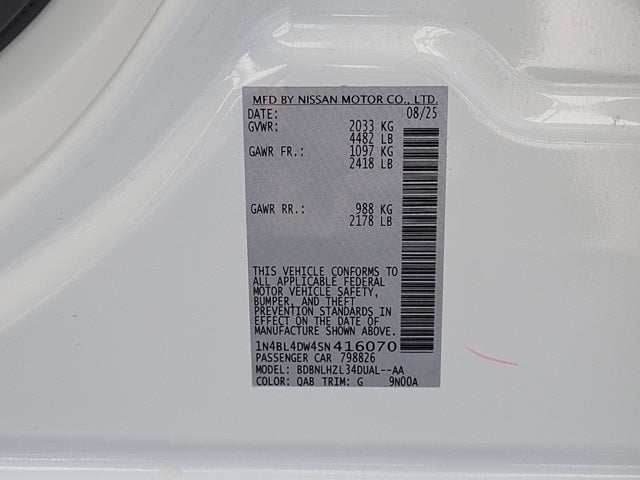 MFD BY NISSAN MOTOR CO., LTD.
DATE: 08/25
GVWR: 2033 KG
4482 LB
GAWR FR.: 1097 KG
2418 LB
GAWR RR.: 988 KG
2178 LB
THIS VEHICLE CONFORMS TO
ALL APPLICABLE FEDERAL
MOTOR VEHICLE SAFETY,
BUMPER, AND THEFT
PREVENTION STANDARDS IN
EFFECT ON THE DATE OF
MANUFACTURE SHOWN ABOVE.
1N4BL4DW4SN416070
PASSENGER CAR 798826
MODEL: BDBNLHZL34DUAL--AA
COLOR: QAB TRIM: G 9N00A